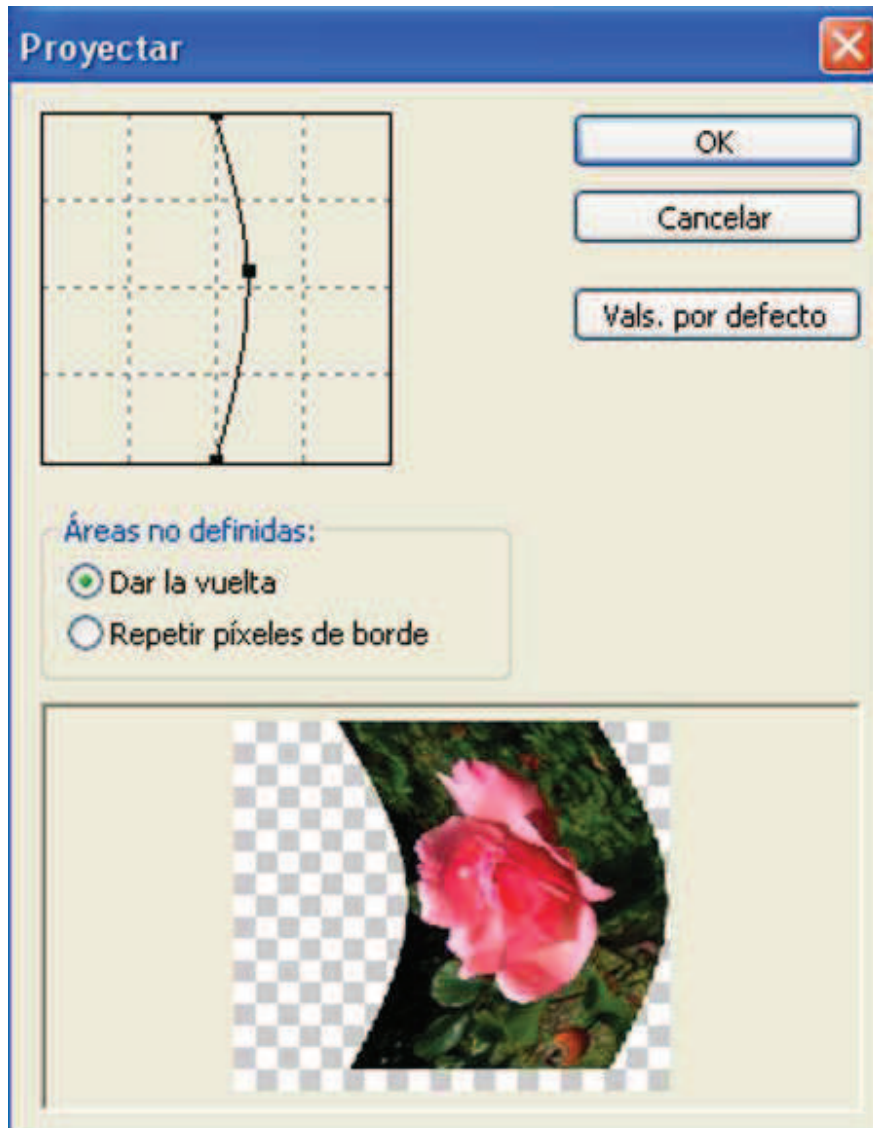 Proyectar
OK
Cancelar
Vals. por defecto
Áreas no definidas:
Dar la vuelta
Repetir píxeles de borde